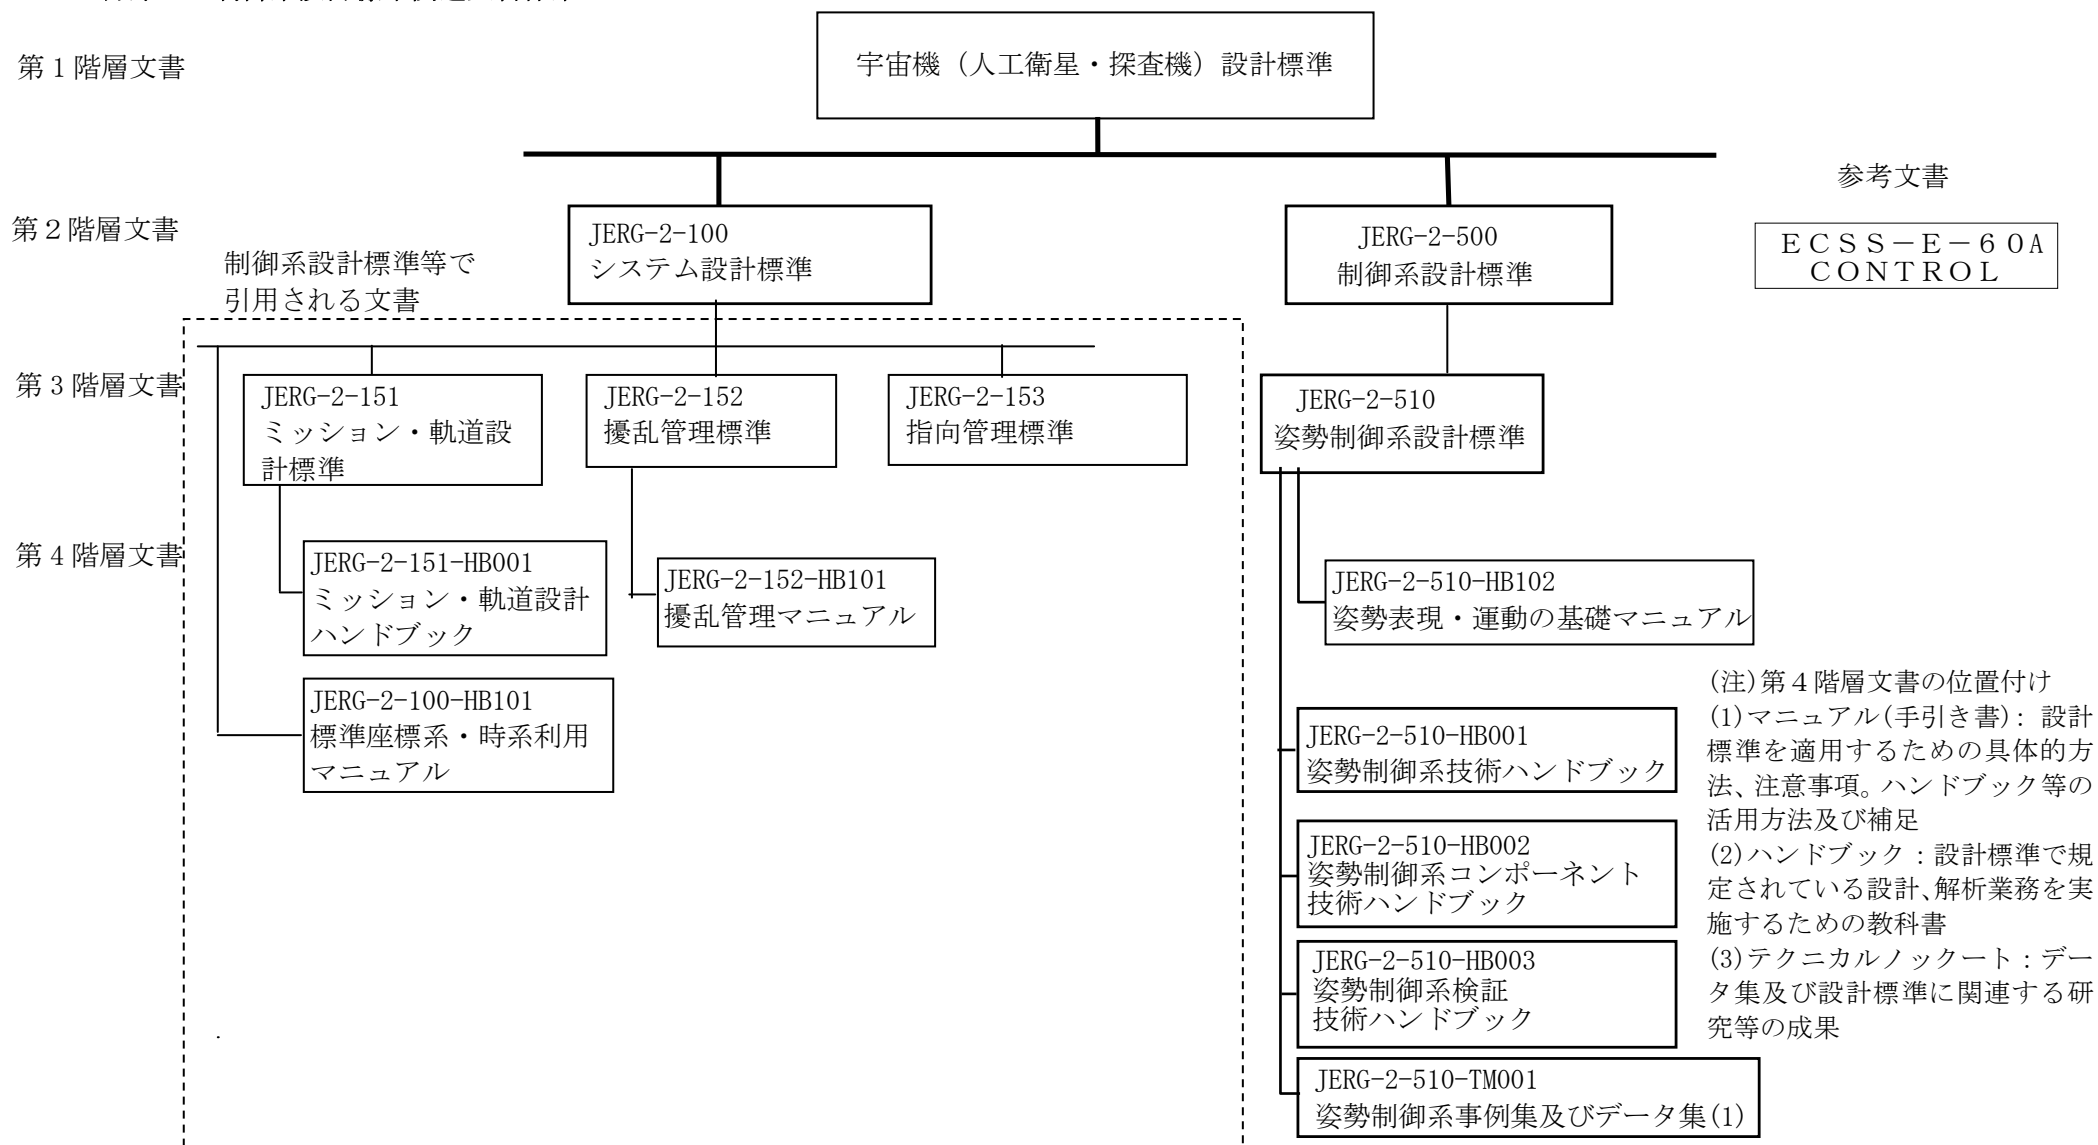 第１階層文書
宇宙機（人工衛星・探査機）設計標準
参考文書
第２階層文書
JERG-2-100
システム設計標準
JERG-2-500
制御系設計標準
ＥＣＳＳ－Ｅ－６０A
ＣＯＮＴＲＯＬ
制御系設計標準等で
引用される文書
第３階層文書
JERG-2-151
ミッション・軌道設
計標準
JERG-2-152
擾乱管理標準
JERG-2-153
指向管理標準
JERG-2-510
姿勢制御系設計標準
第４階層文書
JERG-2-151-HB001
ミッション・軌道設計
ハンドブック
JERG-2-152-HB101
擾乱管理マニュアル
JERG-2-100-HB101
標準座標系・時系利用
マニュアル
JERG-2-510-HB102
姿勢表現・運動の基礎マニュアル
JERG-2-510-HB001
姿勢制御系技術ハンドブック
JERG-2-510-HB002
姿勢制御系コンポーネント
技術ハンドブック
JERG-2-510-HB003
姿勢制御系検証
技術ハンドブック
JERG-2-510-TM001
姿勢制御系事例集及びデータ集(1)
(注)第４階層文書の位置付け
(1)マニュアル(手引き書)：設計
標準を適用するための具体的方
法、注意事項。ハンドブック等の
活用方法及び補足
(2)ハンドブック：設計標準で規
定されている設計、解析業務を実
施するための教科書
(3)テクニカルノックート：デー
タ集及び設計標準に関連する研
究等の成果